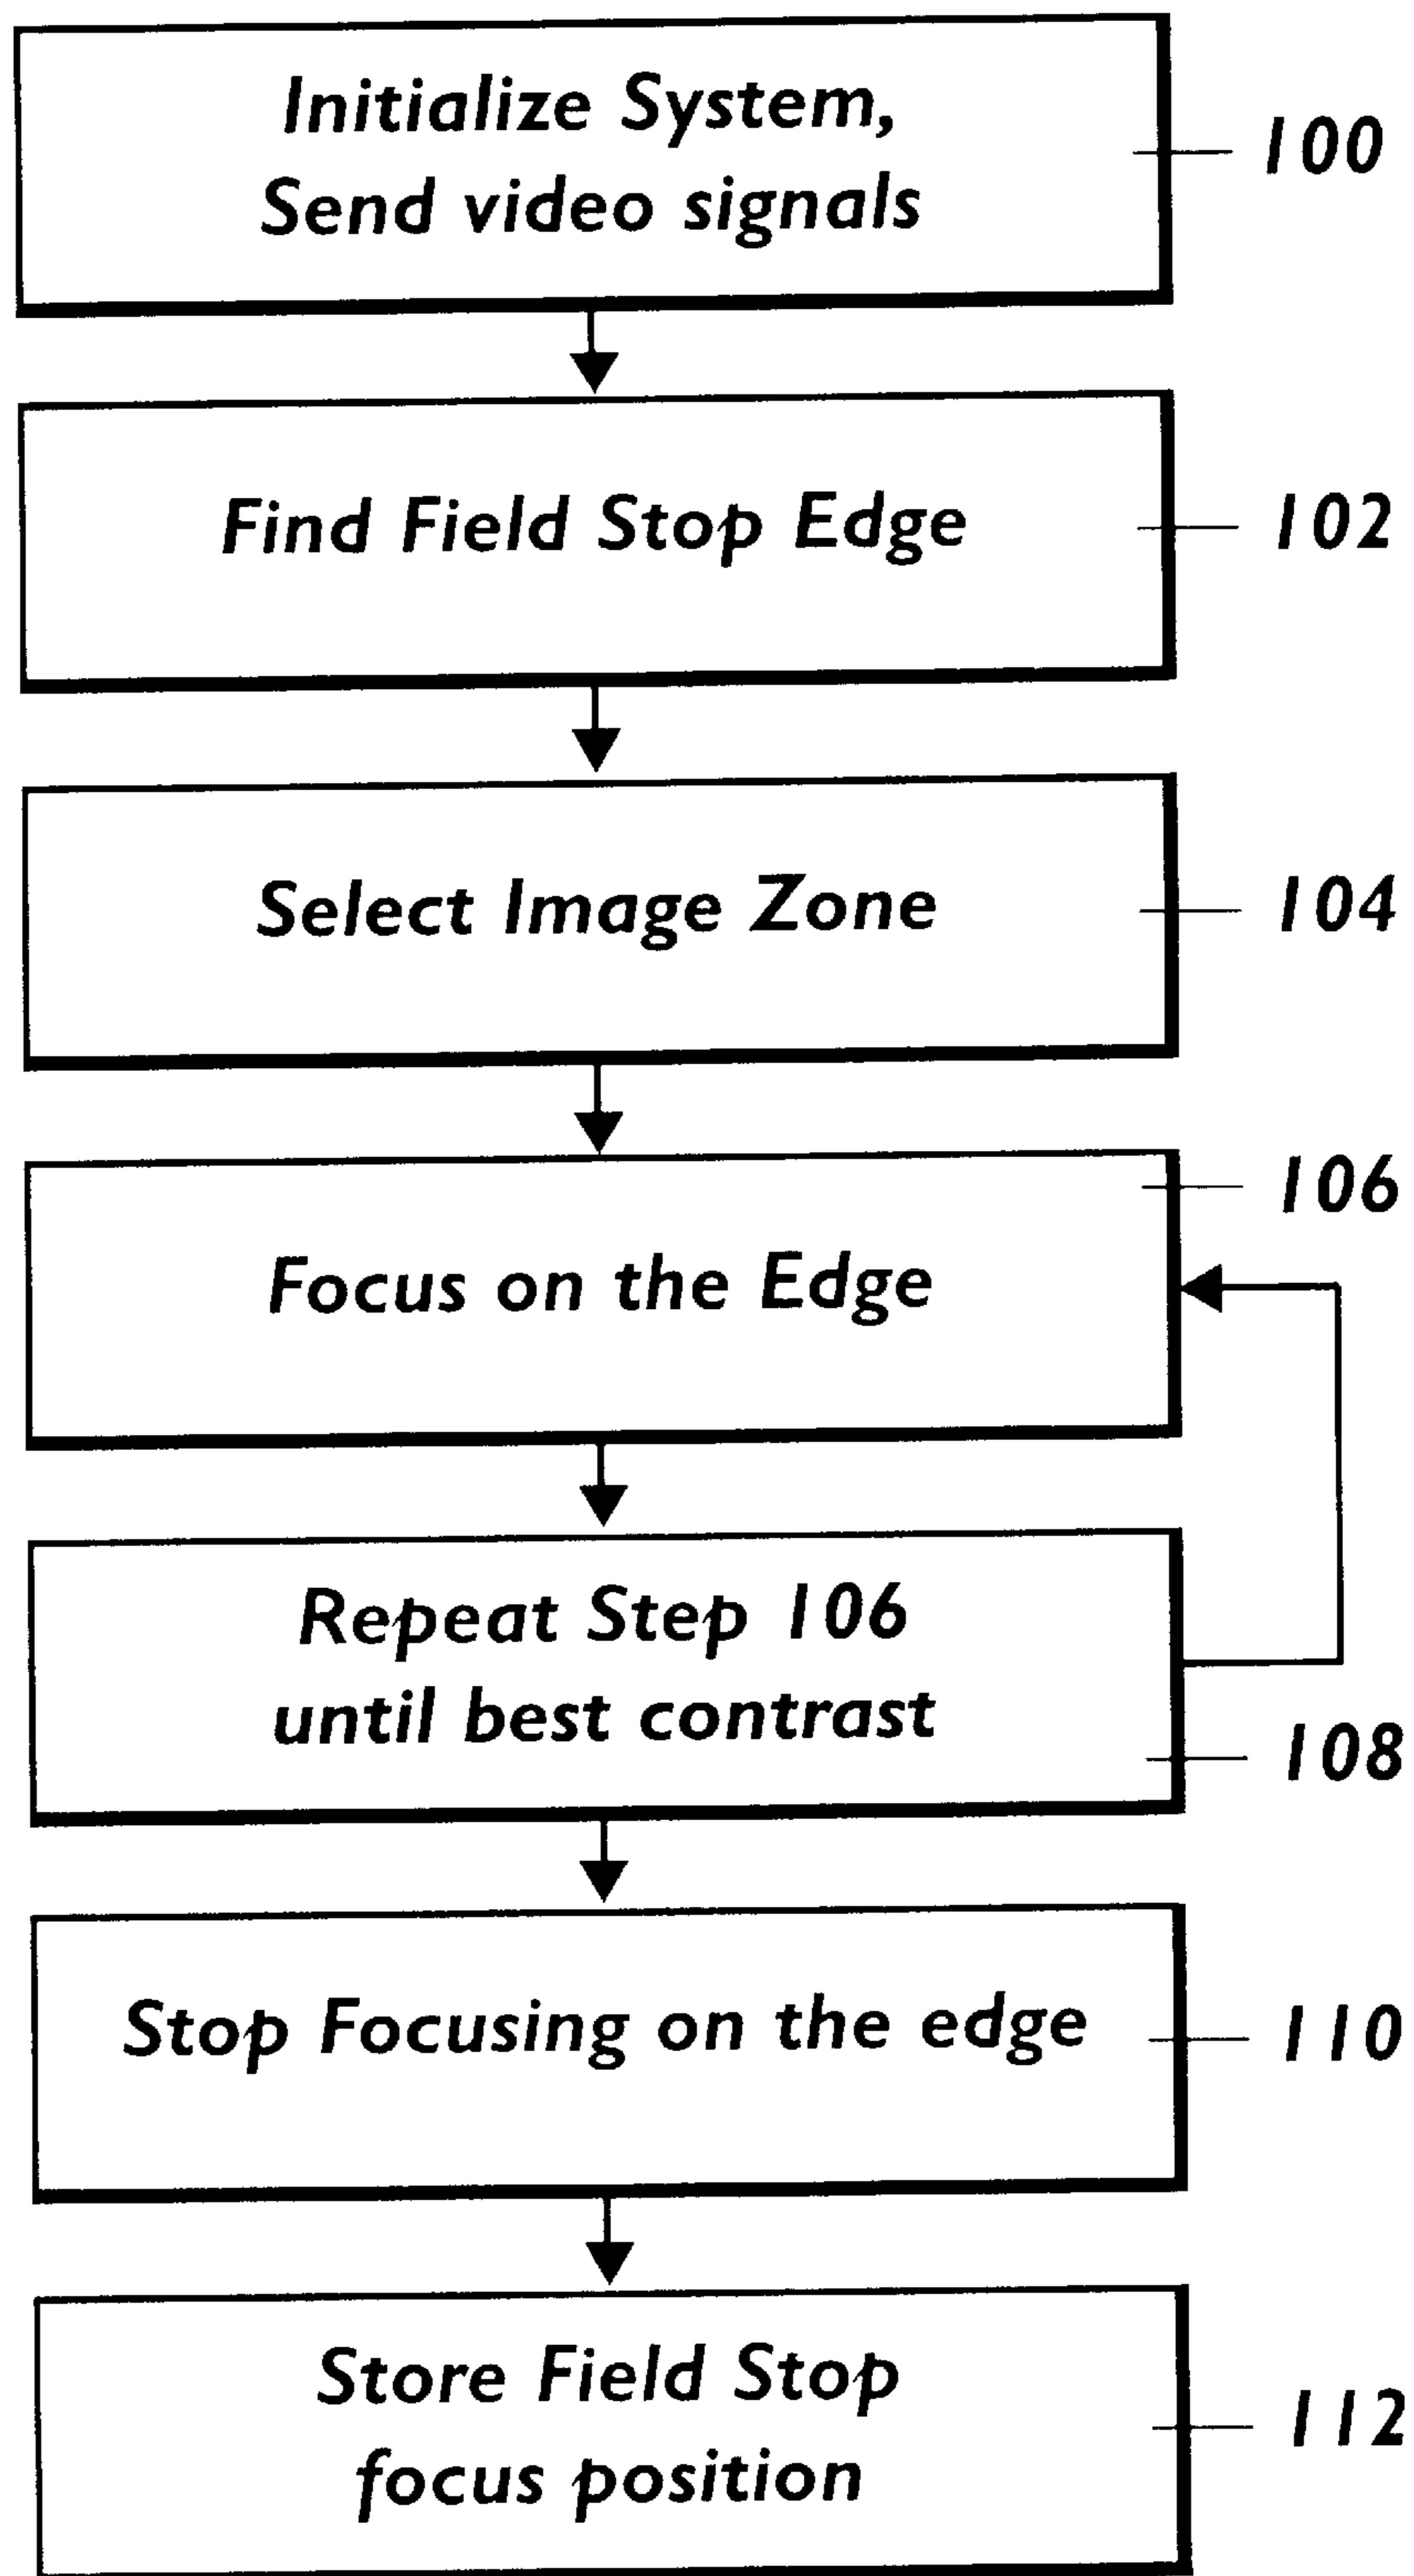 Initialize System,
Send video signals
100
Find Field Stop Edge
102
Select Image Zone
104
106
Focus on the Edge
Repeat Step 106
until best contrast
108
Stop Focusing on the edge
110
Store Field Stop
focus position
112